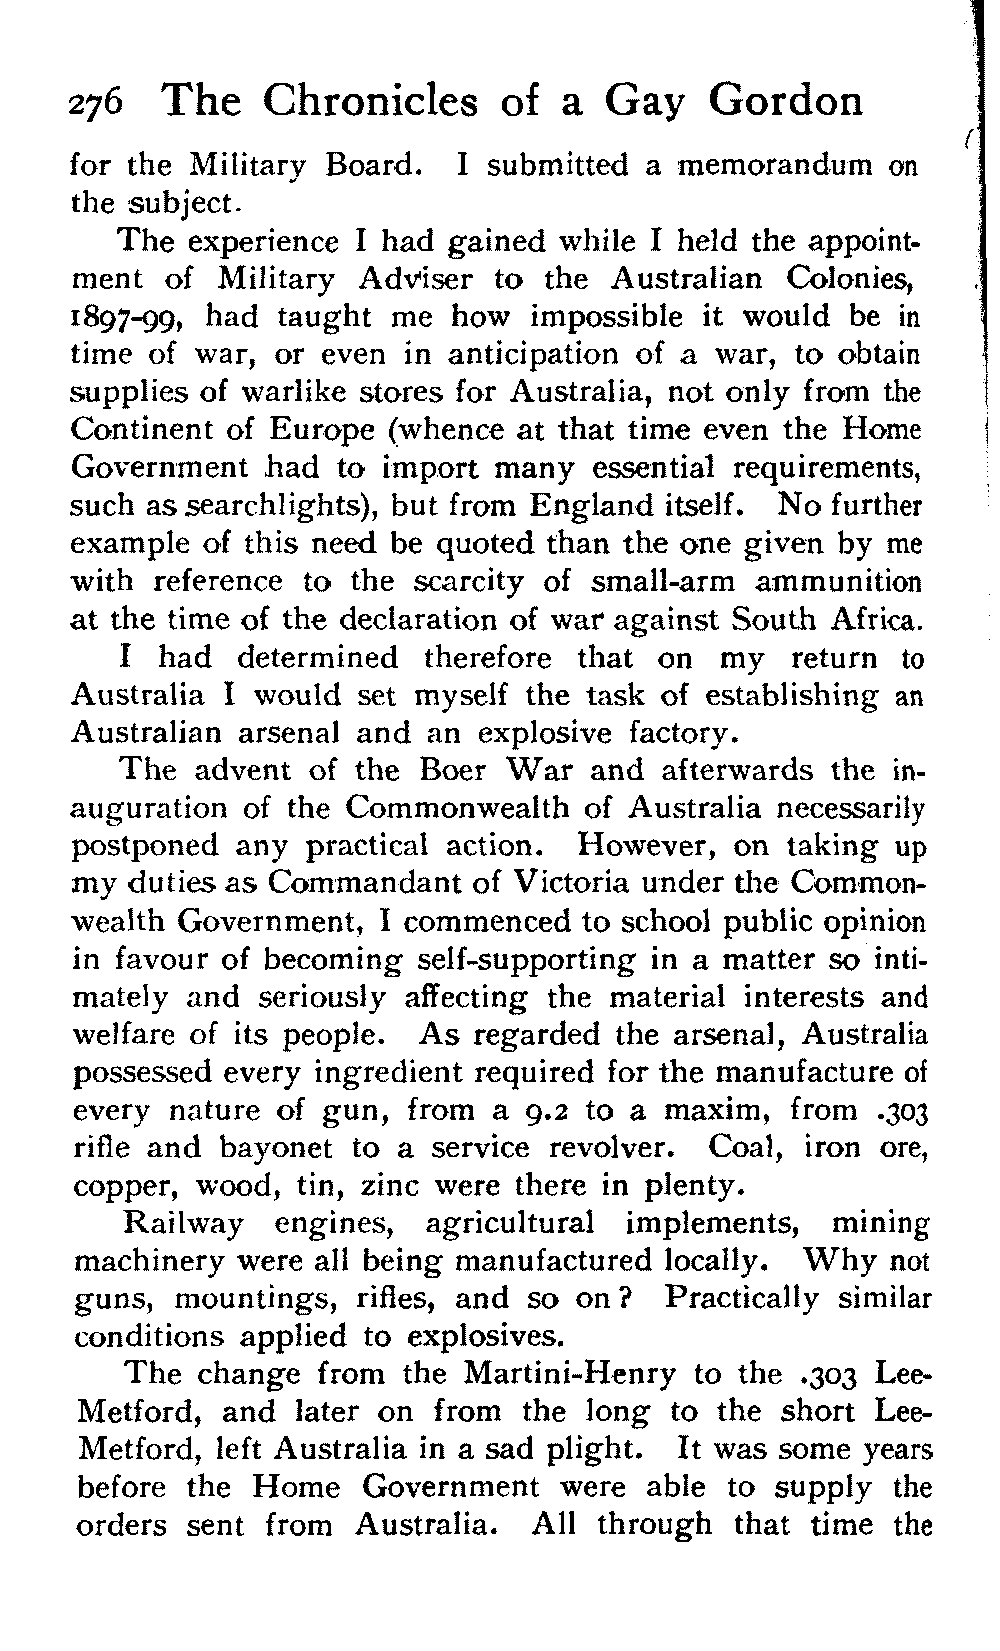 276 The Chronicles of a Gay Gordon
for the Military Board. I submitted a memorandum on
the subject.
The experience I had gained while I held the appoint-
ment of Military Adviser to the Australian Colonies,
1897-99, had taught me how impossible it would be in
time of war, or even in anticipation of a war, to obtain
supplies of warlike stores for Australia, not only from the
Continent of Europe (whence at that time even the Home
Government had to import many essential requirements,
such as searchlights), but from England itself. No further
example of this need be quoted than the one given by me
with reference to the scarcity of small-arm ammunition
at the time of the declaration of war against South Africa.
I had determined therefore that on my return to
Australia I would set myself the task of establishing an
Australian arsenal and an explosive factory.
The advent of the Boer War and afterwards the in-
auguration of the Commonwealth of Australia necessarily
postponed any practical action. However, on taking up
my duties as Commandant of Victoria under the Common-
wealth Government, I commenced to school public opinion
in favour of becoming self-supporting in a matter so inti-
mately and seriously affecting the material interests and
welfare of its people. As regarded the arsenal, Australia
possessed every ingredient required for the manufacture of
every nature of gun, from a 9.2 to a maxim, from .303
rifle and bayonet to a service revolver. Coal, iron ore,
copper, wood, tin, zinc were there in plenty.
Railway engines, agricultural implements, mining
machinery were all being manufactured locally. Why not
guns, mountings, rifles, and so on? Practically similar
conditions applied to explosives.
The change from the Martini-Henry to the .303 Lee-
Metford, and later on from the long to the short Lee-
Metford, left Australia in a sad plight. It was some years
before the Home Government were able to supply the
orders sent from Australia. All through that time the